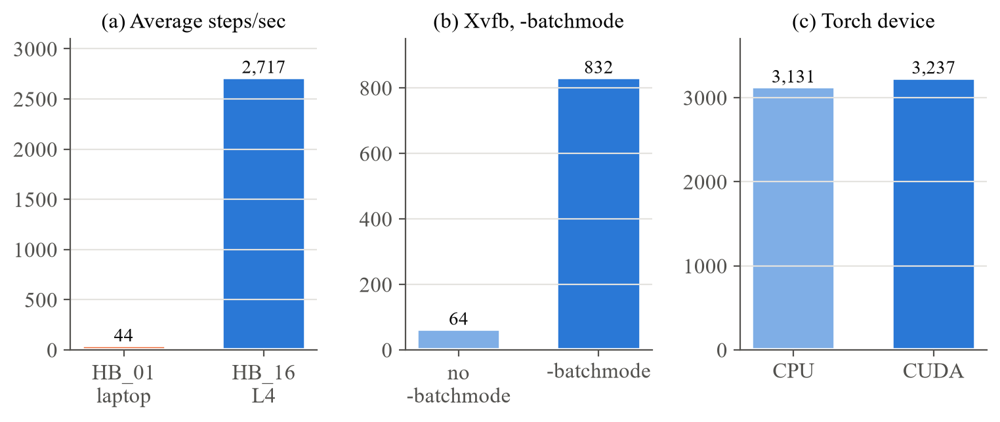 (a) Average steps/sec
3000
2500
2000
1500
1000
500
0
2,717
44
HB_01
laptop
HB_16
L4
(b) Xvfb, -batchmode
800
600
400
200
0
832
64
no
-batchmode
-batchmode
(c) Torch device
3000
2000
1000
0
3,131
3,237
CPU
CUDA